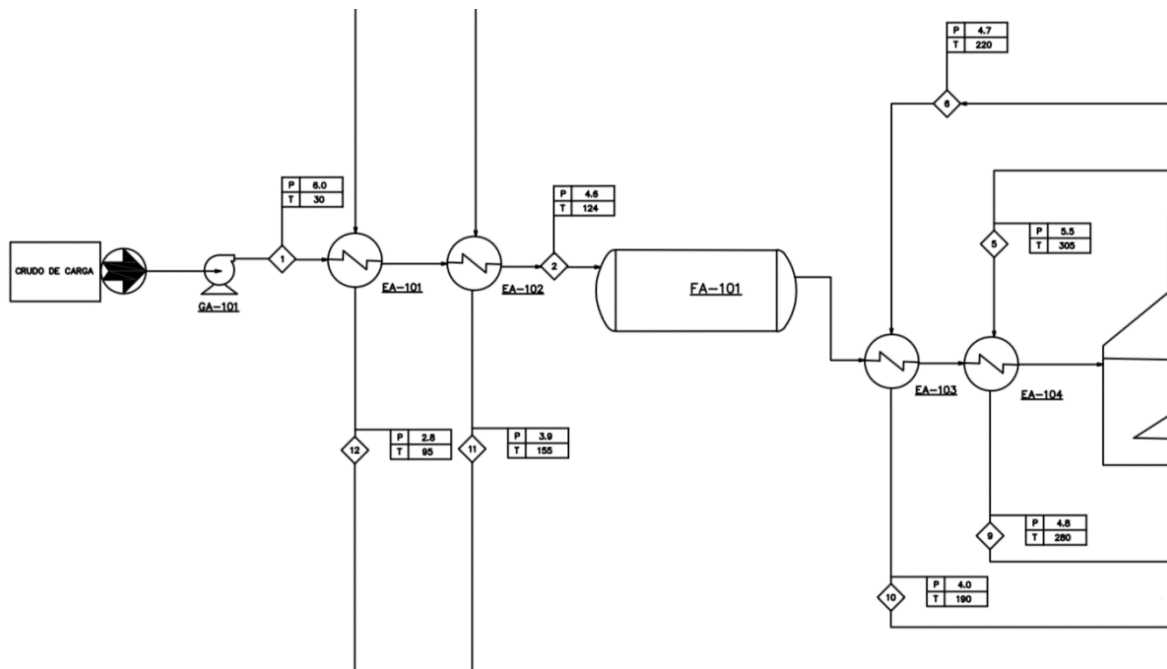 P 4.7
T 220
6
P 6.0
T 30
P 4.6
T 124
P 5.5
T 305
5
CRUDO DE CARGA
GA-101
1
EA-101
EA-102
2
FA-101
EA-103
EA-104
P 2.8
T 95
12
P 3.9
T 155
11
P 4.8
T 280
9
P 4.0
T 190
10